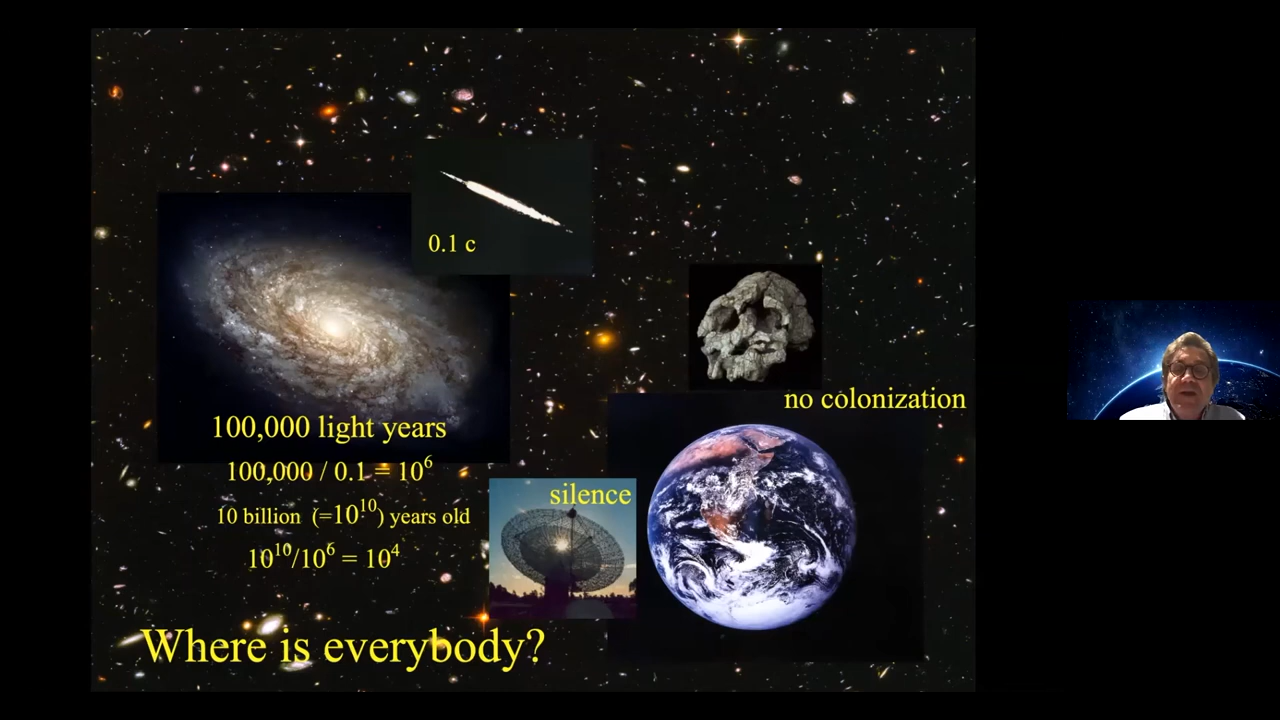 0.1 c
100,000 light years
100,000 / 0.1 = 10⁶
10 billion (=10¹⁰) years old
10¹⁰/10⁶ = 10⁴
no colonization
silence
Where is everybody?